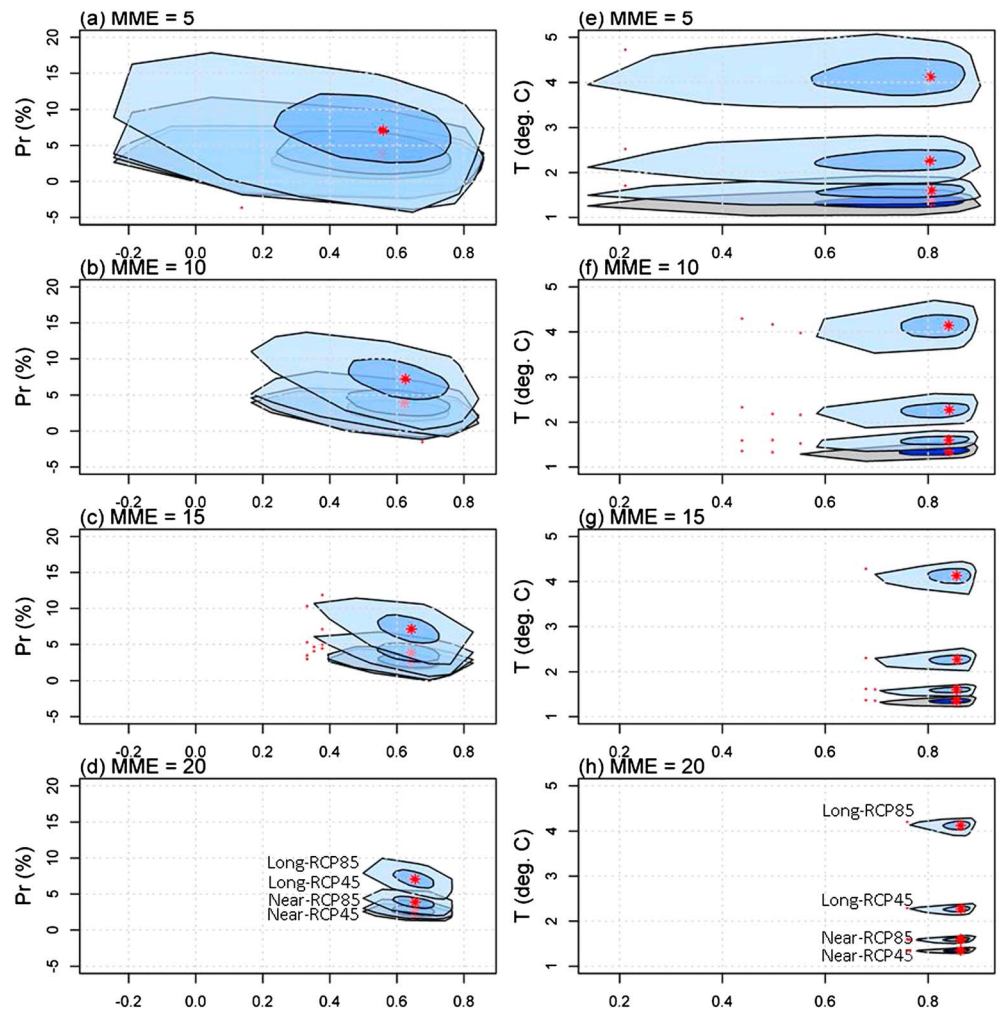 (a) MME = 5
Pr (%)
20
15
10
5
0
-5
-0.2 0.0 0.2 0.4 0.6 0.8
(e) MME = 5
T (deg. C)
5
4
3
2
1
0.2 0.4 0.6 0.8
(b) MME = 10
Pr (%)
20
15
10
5
0
-5
-0.2 0.0 0.2 0.4 0.6 0.8
(f) MME = 10
T (deg. C)
5
4
3
2
1
0.2 0.4 0.6 0.8
(c) MME = 15
Pr (%)
20
15
10
5
0
-5
-0.2 0.0 0.2 0.4 0.6 0.8
(g) MME = 15
T (deg. C)
5
4
3
2
1
0.2 0.4 0.6 0.8
(d) MME = 20
Pr (%)
20
15
10
5
0
-5
Long-RCP85
Long-RCP45
Near-RCP85
Near-RCP45
-0.2 0.0 0.2 0.4 0.6 0.8
(h) MME = 20
T (deg. C)
5
4
3
2
1
Long-RCP85
Long-RCP45
Near-RCP85
Near-RCP45
0.2 0.4 0.6 0.8